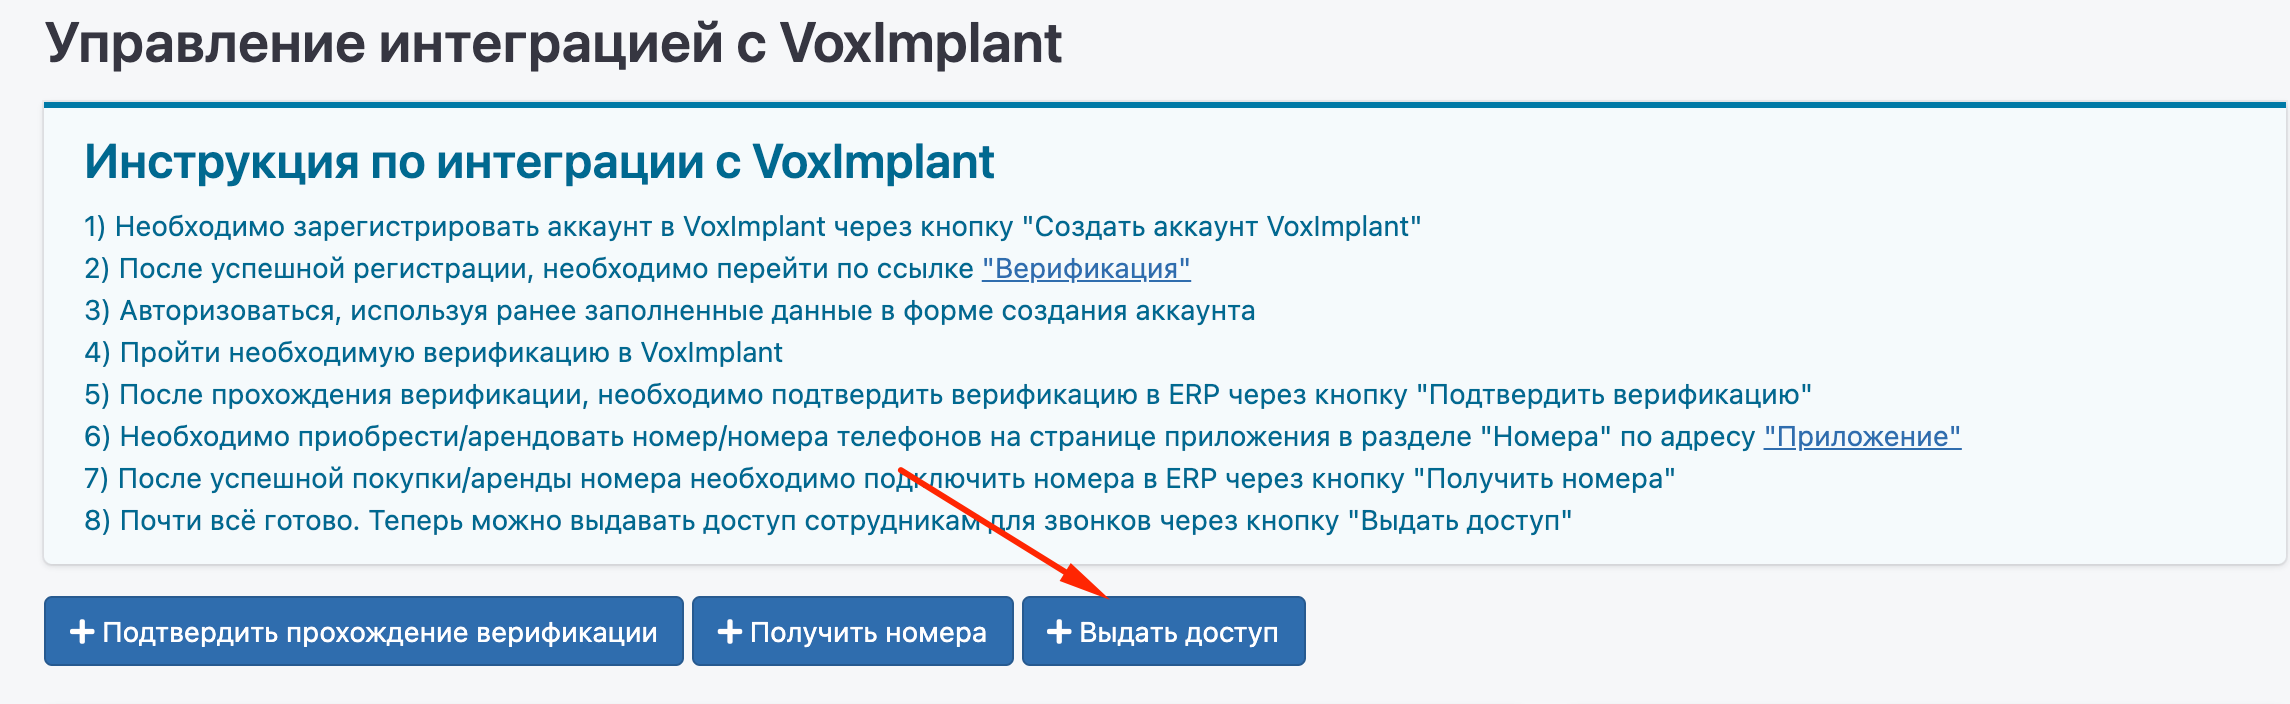 Управление интеграцией с VoxImplant
Инструкция по интеграции с VoxImplant
1) Необходимо зарегистрировать аккаунт в VoxImplant через кнопку "Создать аккаунт VoxImplant"
2) После успешной регистрации, необходимо перейти по ссылке "Верификация"
3) Авторизоваться, используя ранее заполненные данные в форме создания аккаунта
4) Пройти необходимую верификацию в VoxImplant
5) После прохождения верификации, необходимо подтвердить верификацию в ERP через кнопку "Подтвердить верификацию"
6) Необходимо приобрести/арендовать номер/номера телефонов на странице приложения в разделе "Номера" по адресу "Приложение"
7) После успешной покупки/аренды номера необходимо подключить номера в ERP через кнопку "Получить номера"
8) Почти всё готово. Теперь можно выдавать доступ сотрудникам для звонков через кнопку "Выдать доступ"
+ Подтвердить прохождение верификации + Получить номера + Выдать доступ